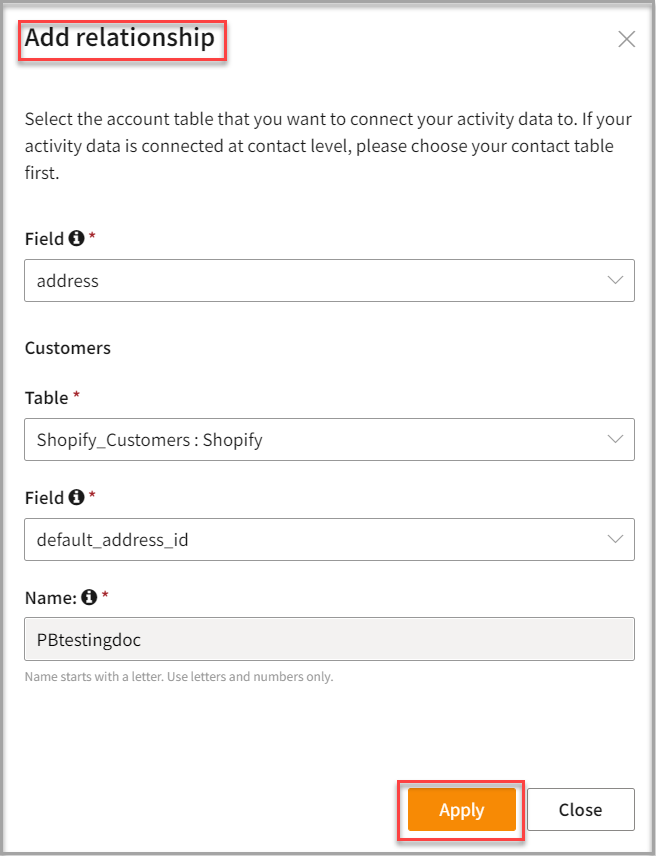 Add relationship
Select the account table that you want to connect your activity data to. If your
activity data is connected at contact level, please choose your contact table
first.
Field *
address
Customers
Table *
Shopify_Customers : Shopify
Field *
default_address_id
Name: *
PBtestingdoc
Name starts with a letter. Use letters and numbers only.
Apply Close